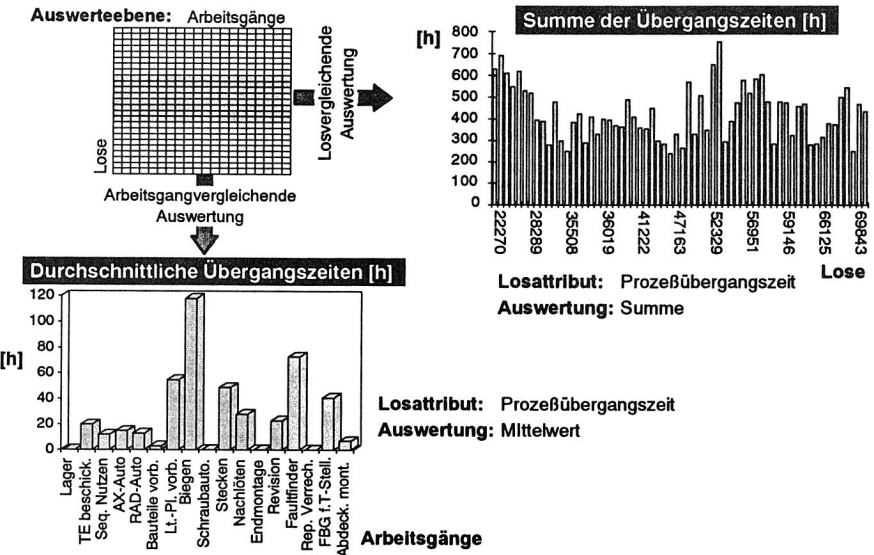 Auswerteebene: Arbeitsgänge
Lose
Losvergleichende
Auswertung
Arbeitsgangvergleichende
Auswertung
Summe der Übergangszeiten [h]
[h]
800
700
600
500
400
300
200
100
0
22270
28289
35508
36019
41222
47163
52329
56951
59146
66125
69843
Lose
Losattribut: Prozeßübergangszeit
Auswertung: Summe
Durchschnittliche Übergangszeiten [h]
[h]
120
100
80
60
40
20
0
Lager
TE beschick.
Seq. Nutzen
AX-Auto
RAD-Auto
Bauteile vorb.
Lt.-Pl. vorb.
Biegen
Schraubauto.
Stecken
Nachlöten
Endmontage
Revision
Faultfinder
Rep. Verrech.
FBG f.T-Stell.
Abdeck. mont.
Arbeitsgänge
Losattribut: Prozeßübergangszeit
Auswertung: MIttelwert